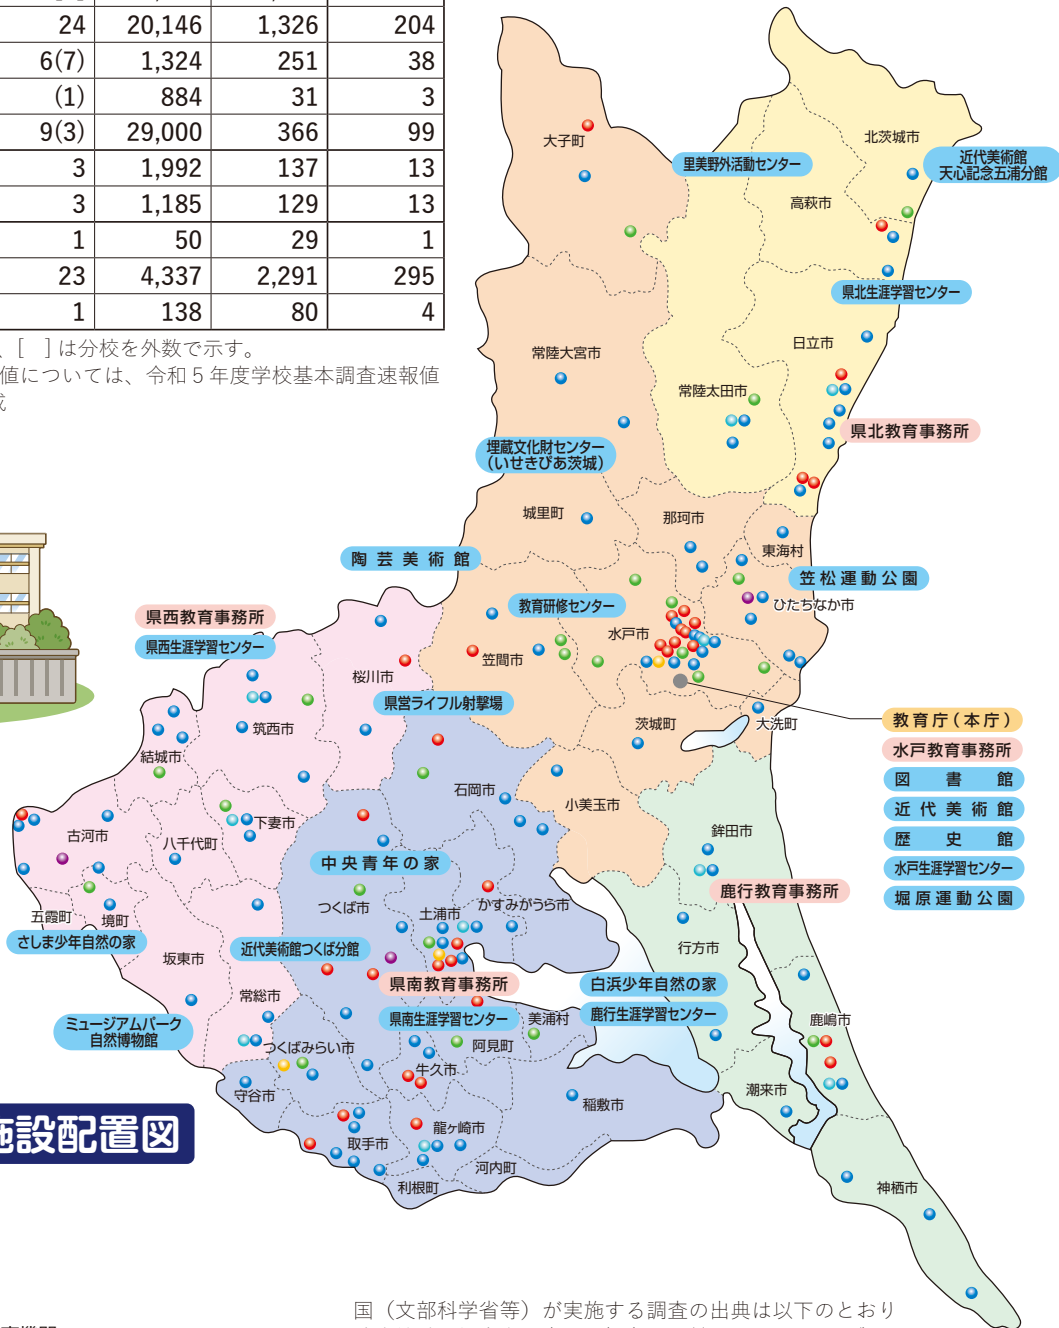 24 20,146 1,326 204
6(7) 1,324 251 38
(1) 884 31 3
9(3) 29,000 366 99
3 1,992 137 13
3 1,185 129 13
1 50 29 1
23 4,337 2,291 295
1 138 80 4
、［　］は分校を外数で示す。
値については、令和５年度学校基本調査速報値
大子町
里美野外活動センター
北茨城市
近代美術館
天心記念五浦分館
高萩市
県北生涯学習センター
日立市
常陸大宮市
常陸太田市
県北教育事務所
埋蔵文化財センター
（いせきぴあ茨城）
城里町
那珂市
東海村
陶芸美術館
笠松運動公園
教育研修センター
ひたちなか市
県西教育事務所
県西生涯学習センター
水戸市
笠間市
桜川市
県営ライフル射撃場
茨城町
大洗町
教育庁（本庁）
水戸教育事務所
図書館
近代美術館
歴史館
水戸生涯学習センター
堀原運動公園
筑西市
結城市
石岡市
小美玉市
古河市
八千代町
下妻市
鉾田市
中央青年の家
鹿行教育事務所
つくば市
土浦市
かすみがうら市
五霞町
境町
さしま少年自然の家
近代美術館つくば分館
坂東市
行方市
県南教育事務所
白浜少年自然の家
常総市
ミュージアムパーク
自然博物館
県南生涯学習センター
美浦村
鹿行生涯学習センター
鹿嶋市
つくばみらい市
阿見町
牛久市
守谷市
稲敷市
潮来市
施設配置図
取手市
龍ケ崎市
河内町
利根町
神栖市
国（文部科学省等）が実施する調査の出典は以下のとおり